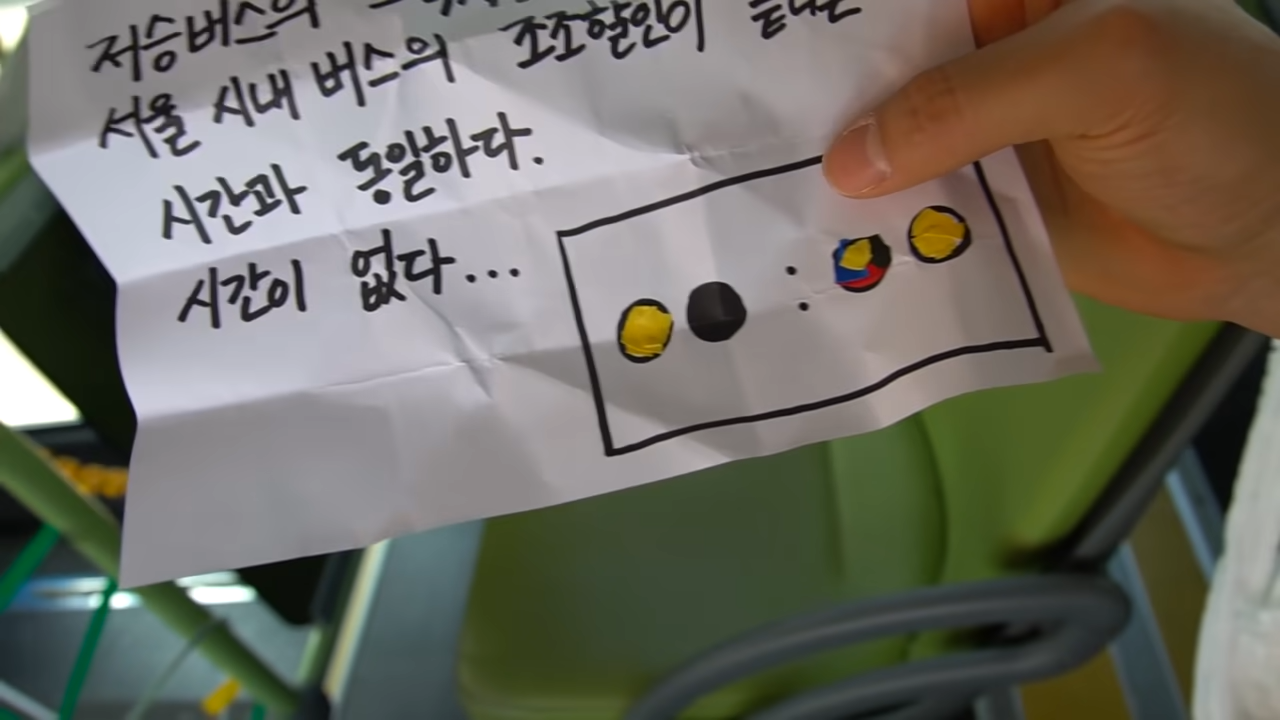 저승버스의
서울 시내 버스의 조조할인이 끝나는
시간과 동일하다.
시간이 없다...
: